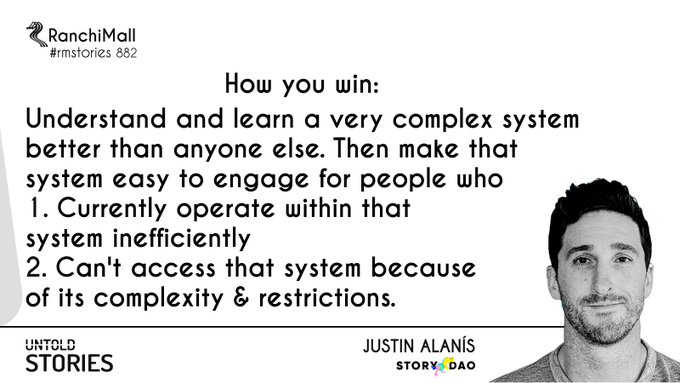 RanchiMall
#rmstories 882
How you win:
Understand and learn a very complex system
better than anyone else. Then make that
system easy to engage for people who
1. Currently operate within that
system inefficiently
2. Can't access that system because
of its complexity & restrictions.
UNTOLD
STORIES
JUSTIN ALANÍS
STORY DAO